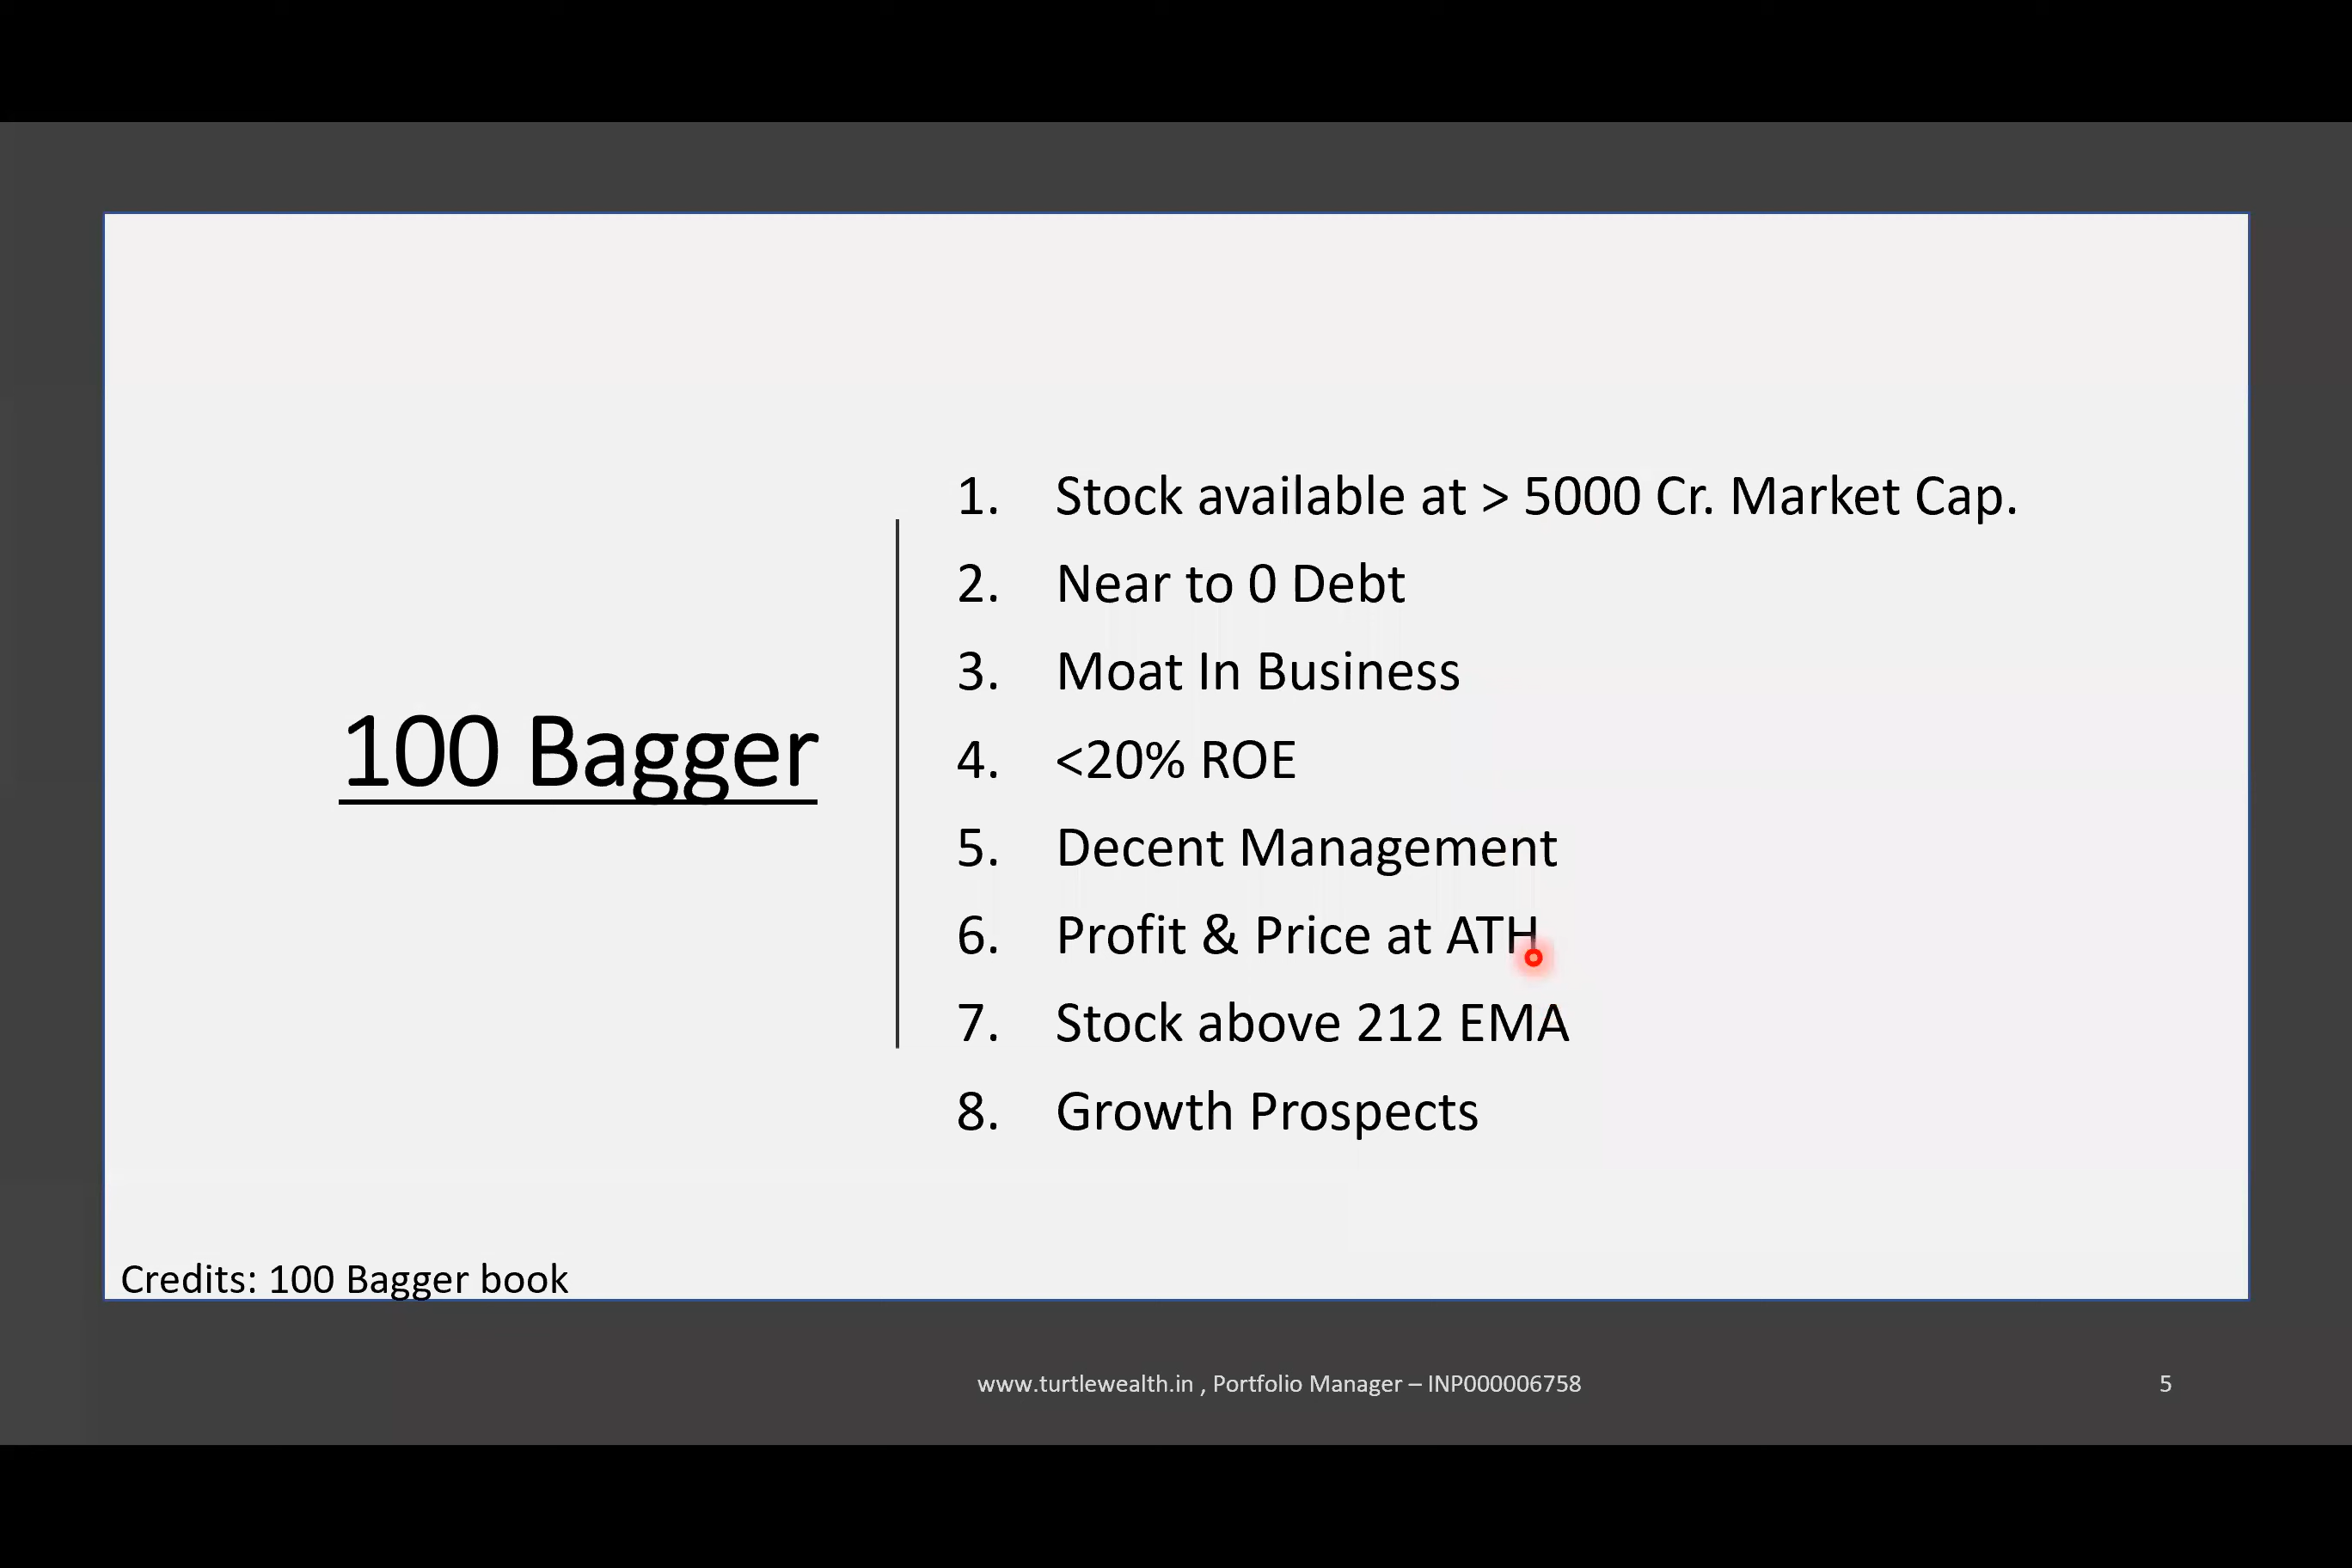 100 Bagger
1. Stock available at > 5000 Cr. Market Cap.
2. Near to 0 Debt
3. Moat In Business
4. <20% ROE
5. Decent Management
6. Profit & Price at ATH
7. Stock above 212 EMA
8. Growth Prospects
Credits: 100 Bagger book
www.turtlewealth.in , Portfolio Manager – INP000006758
5